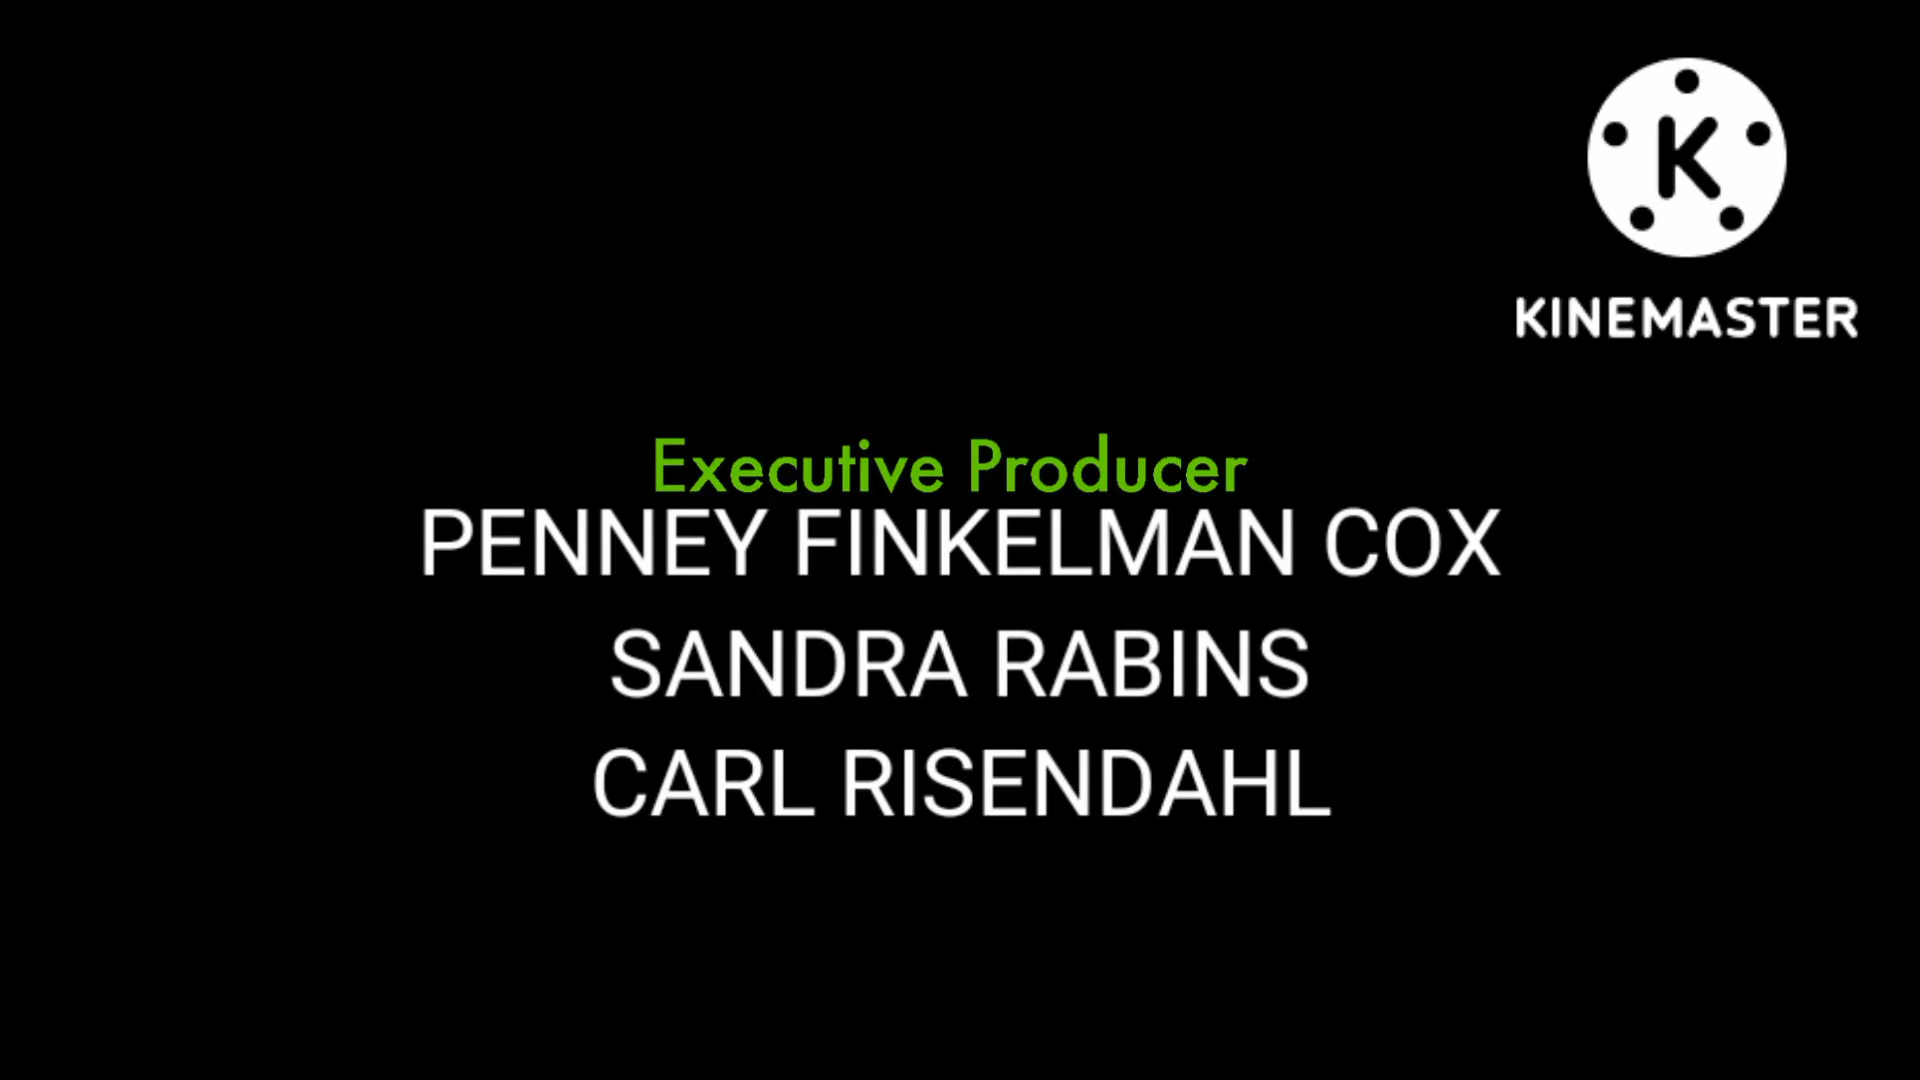 K
KINEMASTER
Executive Producer
PENNEY FINKELMAN COX
SANDRA RABINS
CARL RISENDAHL